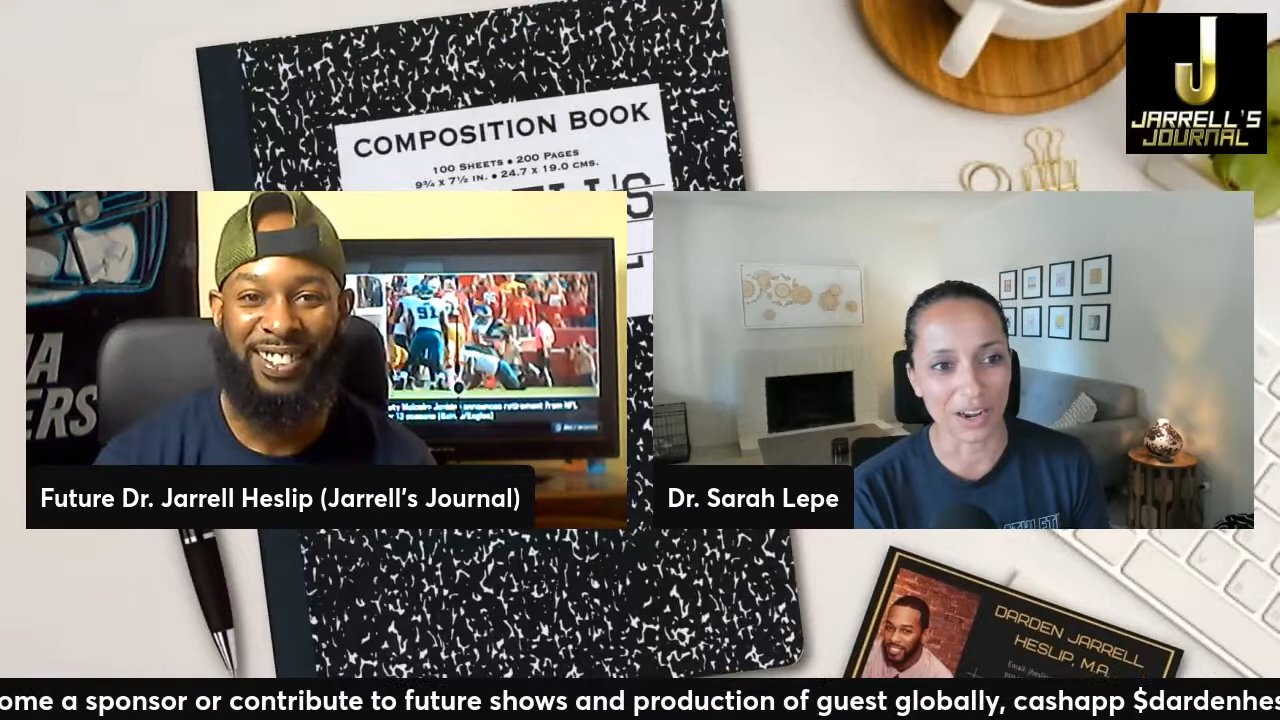 COMPOSITION BOOK
100 SHEETS • 200 PAGES
9¾ x 7½ IN. • 24.7 x 19.0 CMS.
J
JARRELL'S
JOURNAL
91
Future Dr. Jarrell Heslip (Jarrell's Journal)
Dr. Sarah Lepe
DARDEN JARRELL
HESLIP, M.A.
ome a sponsor or contribute to future shows and production of guest globally, cashapp $dardenhes